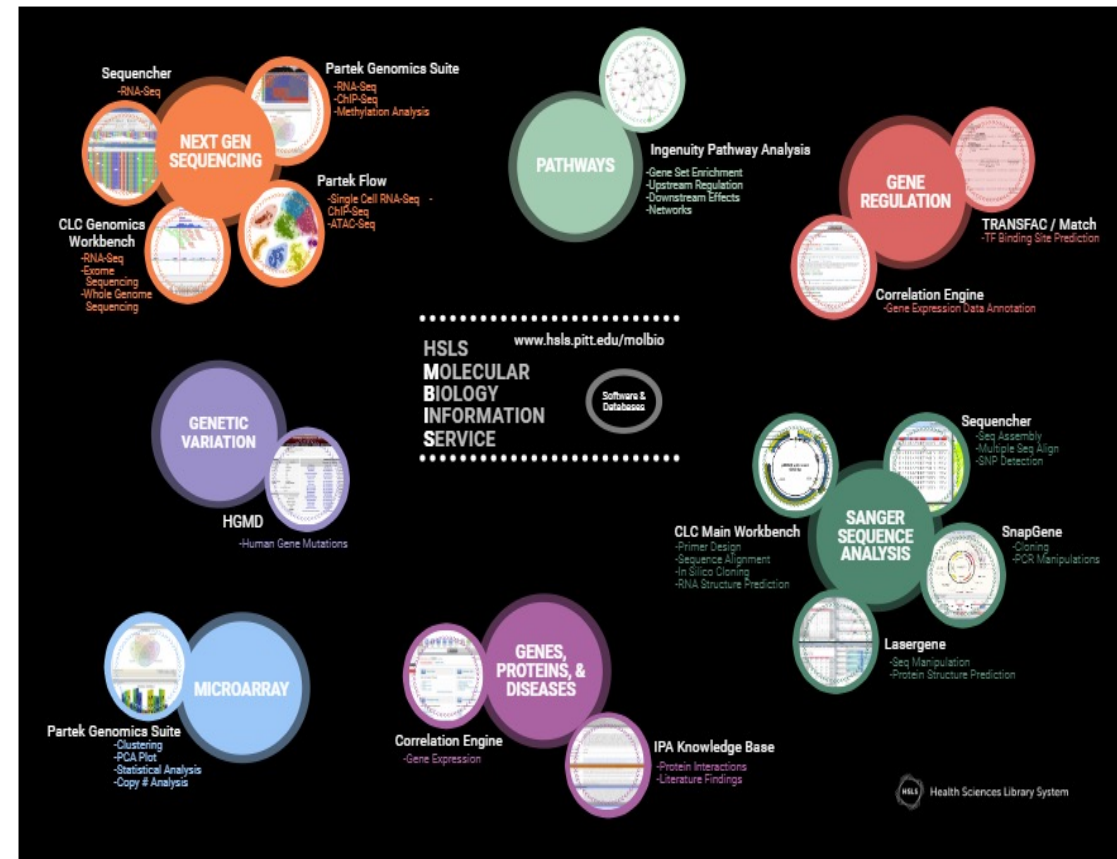 Sequencher
-RNA-Seq
NEXT GEN
SEQUENCING
Partek Genomics Suite
-RNA-Seq
-ChIP-Seq
-Methylation Analysis
Partek Flow
-Single Cell RNA-Seq -
ChIP-Seq
-ATAC-Seq
CLC Genomics
Workbench
-RNA-Seq
-Exome
Sequencing
-Whole Genome
Sequencing
PATHWAYS
Ingenuity Pathway Analysis
-Gene Set Enrichment
-Upstream Regulation
-Downstream Effects
-Networks
GENE
REGULATION
TRANSFAC / Match
-TF Binding Site Prediction
Correlation Engine
-Gene Expression Data Annotation
www.hsls.pitt.edu/molbio
HSLS
MOLECULAR
BIOLOGY
INFORMATION
SERVICE
Software &
Databases
GENETIC
VARIATION
HGMD
-Human Gene Mutations
Sequencher
-Seq Assembly
-Multiple Seq Align
-SNP Detection
CLC Main Workbench
-Primer Design
-Sequence Alignment
-In Silico Cloning
-RNA Structure Prediction
SANGER
SEQUENCE
ANALYSIS
SnapGene
-Cloning
-PCR Manipulations
Lasergene
-Seq Manipulation
-Protein Structure Prediction
MICROARRAY
Partek Genomics Suite
-Clustering
-PCA Plot
-Statistical Analysis
-Copy # Analysis
GENES,
PROTEINS, &
DISEASES
Correlation Engine
-Gene Expression
IPA Knowledge Base
-Protein Interactions
-Literature Findings
HSLS
Health Sciences Library System